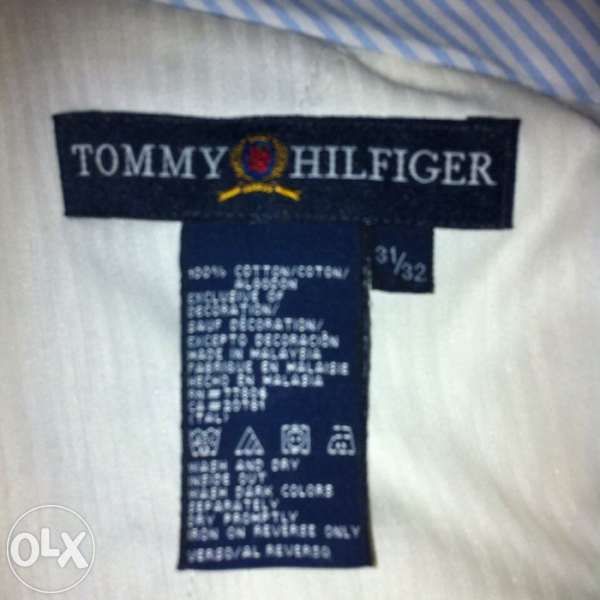 TOMMY HILFIGER
31/32
100% COTTON/COTON/
ALGODON
EXCLUSIVE OF
DECORATION/
SAUF DECORATION/
EXCEPTO DECORACIÓN
MADE IN MALAYSIA
FABRIQUE EN MALAISIE
HECHO EN MALASIA
ITALY
WASH AND DRY
INSIDE OUT
WASH DARK COLORS
SEPARATELY
DRY PROMPTLY
IRON ON REVERSE ONLY
VERSO/AL REVERSO
OLX